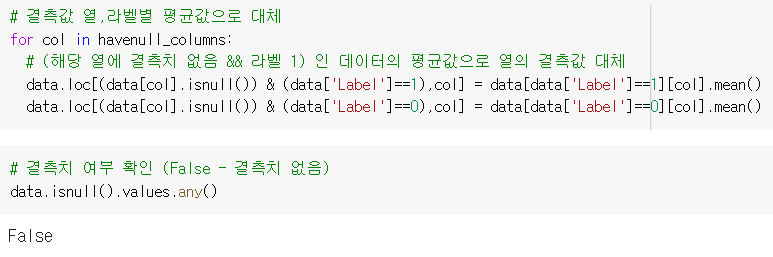 # 결측값 열,라벨별 평균값으로 대체
for col in havenull_columns:
  # (해당 열에 결측치 없음 && 라벨 1) 인 데이터의 평균값으로 열의 결측값 대체
  data.loc[(data[col].isnull()) & (data['Label']==1),col] = data[data['Label']==1][col].mean()
  data.loc[(data[col].isnull()) & (data['Label']==0),col] = data[data['Label']==0][col].mean()
# 결측치 여부 확인 (False - 결측치 없음)
data.isnull().values.any()
False